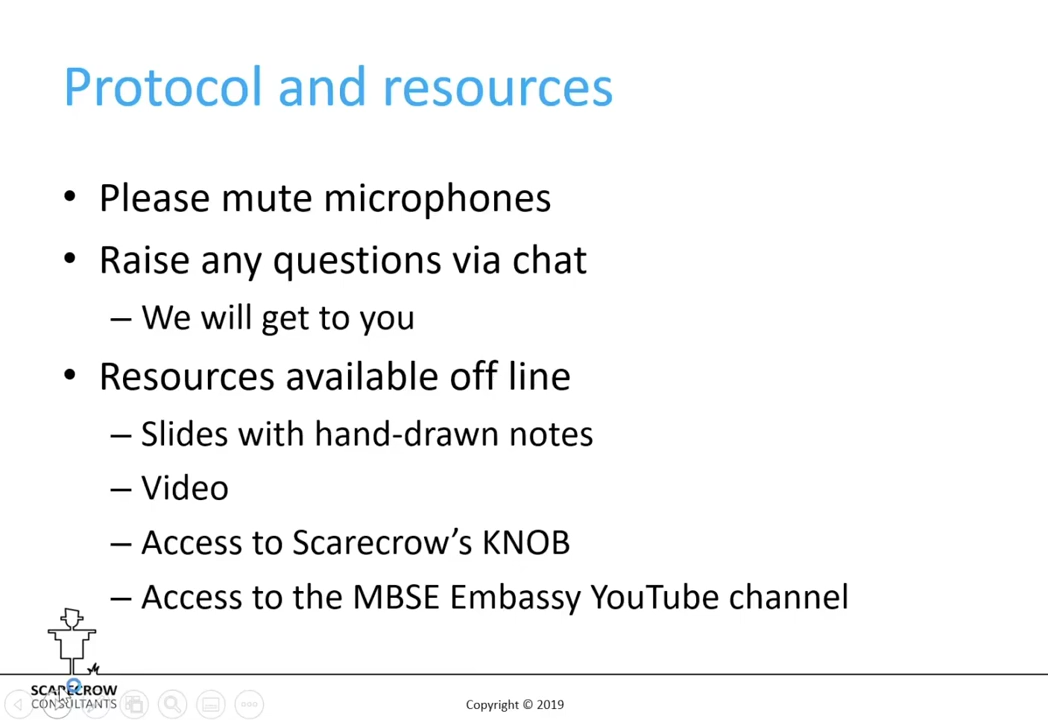 Protocol and resources
• Please mute microphones
• Raise any questions via chat
– We will get to you
• Resources available off line
– Slides with hand-drawn notes
– Video
– Access to Scarecrow’s KNOB
– Access to the MBSE Embassy YouTube channel
SCARECROW
CONSULTANTS
Copyright © 2019